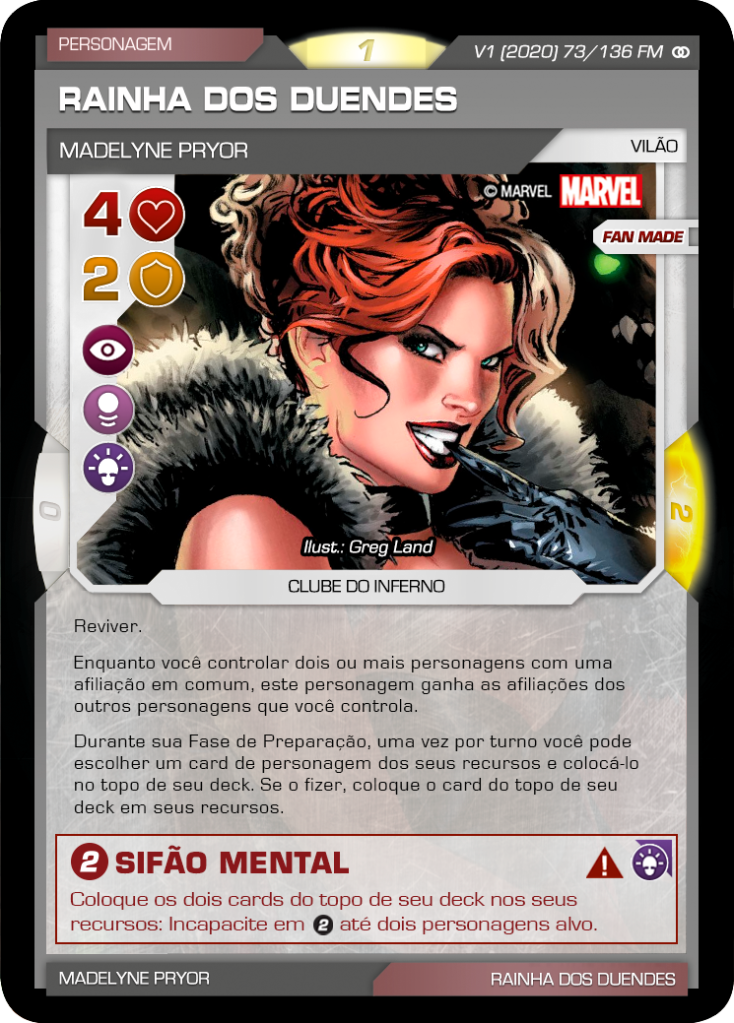 PERSONAGEM
1
V1 (2020) 73/136 FM
RAINHA DOS DUENDES
MADELYNE PRYOR
VILÃO
© MARVEL MARVEL
4
FAN MADE
2
0
2
Ilust.: Greg Land
CLUBE DO INFERNO
Reviver.
Enquanto você controlar dois ou mais personagens com uma
afiliação em comum, este personagem ganha as afiliações dos
outros personagens que você controla.
Durante sua Fase de Preparação, uma vez por turno você pode
escolher um card de personagem dos seus recursos e colocá-lo
no topo de seu deck. Se o fizer, coloque o card do topo de seu
deck em seus recursos.
2 SIFÃO MENTAL
Coloque os dois cards do topo de seu deck nos seus
recursos: Incapacite em 2 até dois personagens alvo.
MADELYNE PRYOR
RAINHA DOS DUENDES